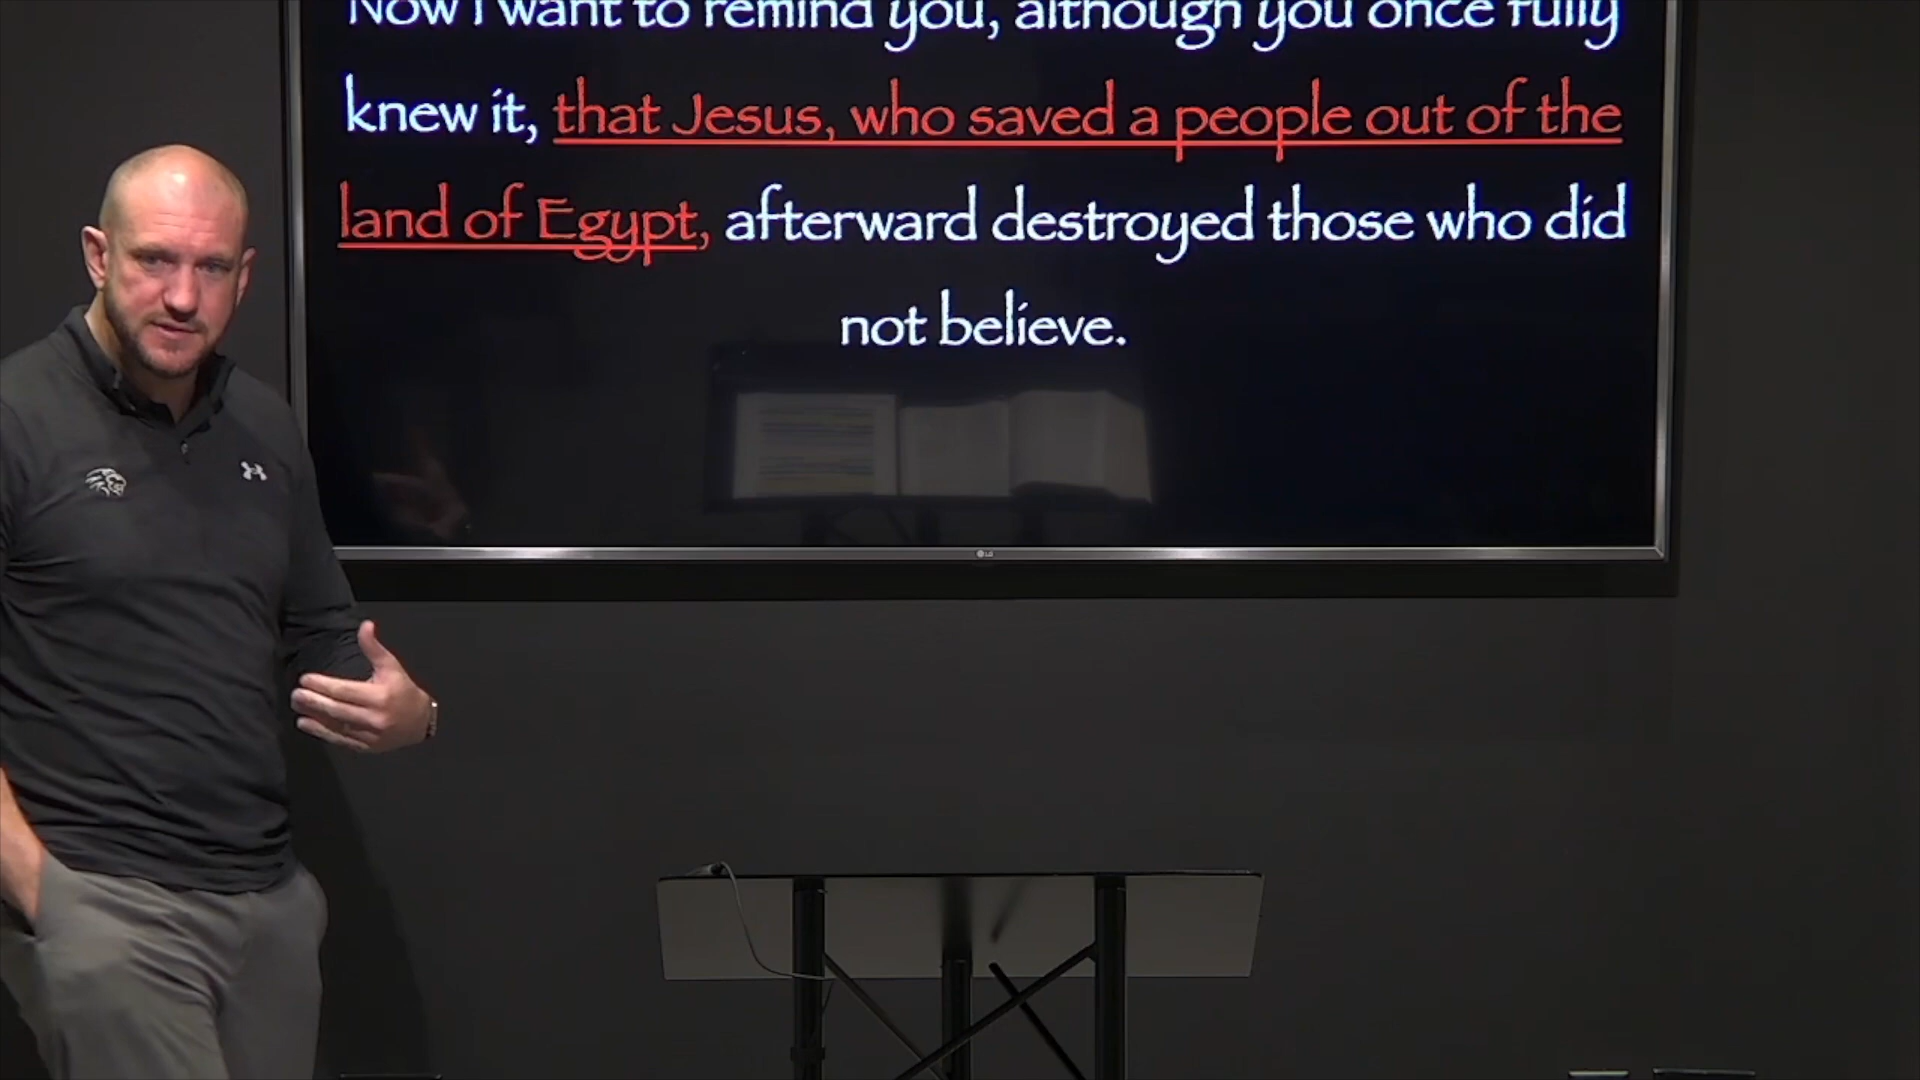 Now I want to remind you, although you once fully
knew it, that Jesus, who saved a people out of the
land of Egypt, afterward destroyed those who did
not believe.
LG